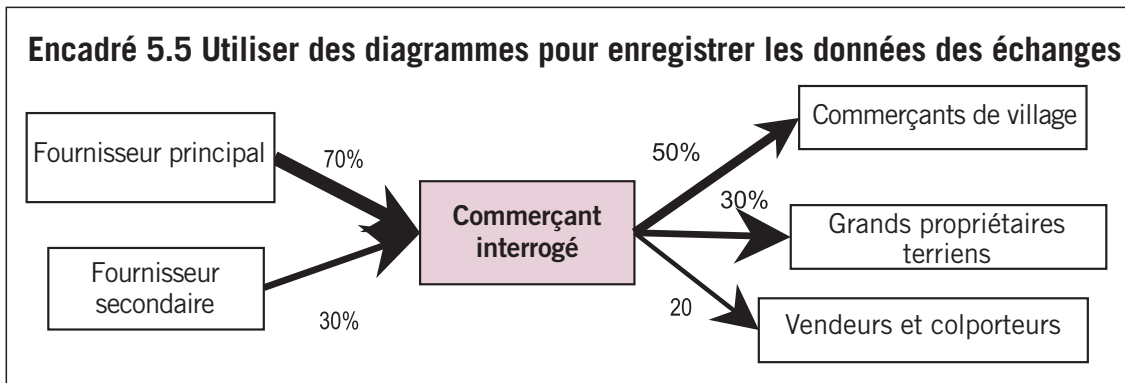 Encadré 5.5 Utiliser des diagrammes pour enregistrer les données des échanges
Fournisseur principal
70%
Fournisseur
secondaire
30%
Commerçant
interrogé
50%
Commerçants de village
30%
Grands propriétaires
terriens
20
Vendeurs et colporteurs